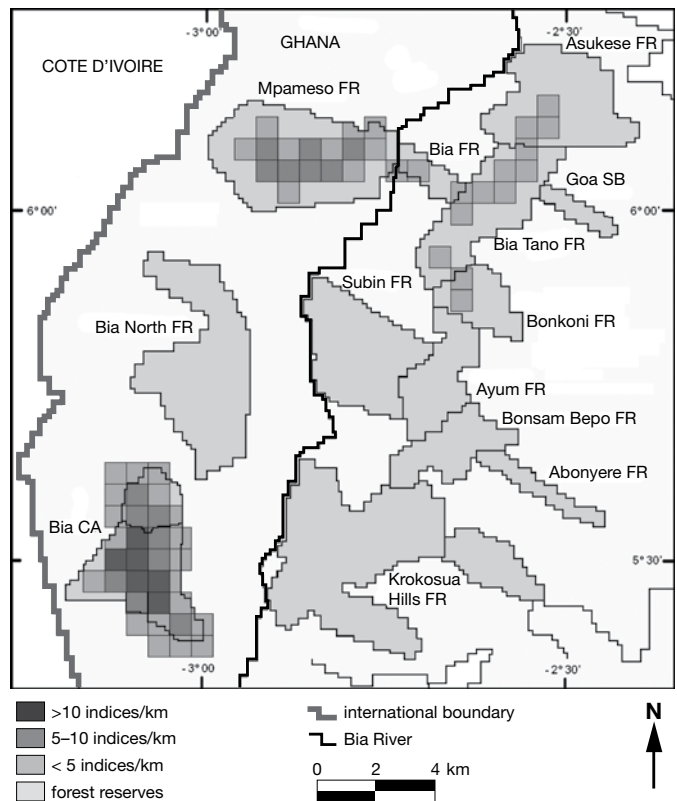 -3°00'
-2°30'
GHANA
Asukese FR
COTE D'IVOIRE
Mpameso FR
Bia FR
Goa SB
6°00'
6°00'
Bia Tano FR
Subin FR
Bia North FR
Bonkoni FR
Ayum FR
Bonsam Bepo FR
Abonyere FR
Bia CA
5°30'
Krokosua
Hills FR
-3°00
-2°30'
>10 indices/km
5–10 indices/km
< 5 indices/km
forest reserves
international boundary
Bia River
0 2 4 km
N